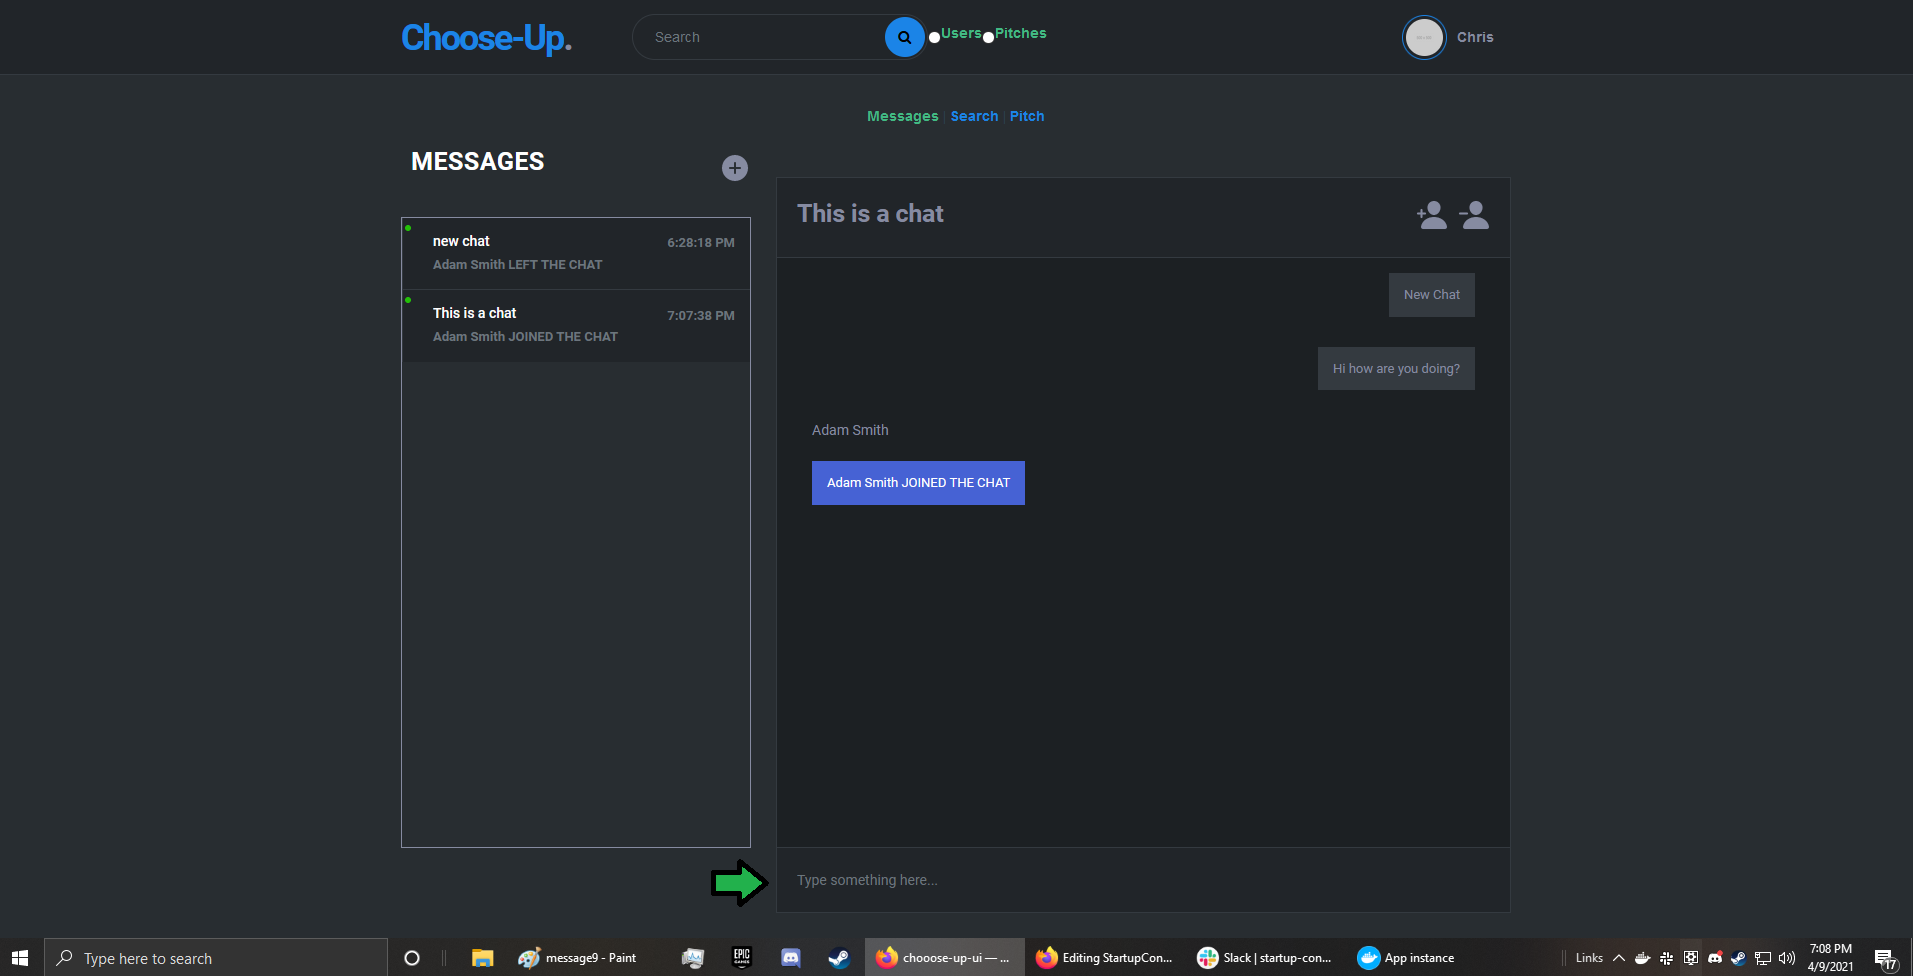 Choose-Up.
Search
Users
Pitches
Chris
Messages | Search | Pitch
MESSAGES
new chat
6:28:18 PM
Adam Smith LEFT THE CHAT
This is a chat
7:07:38 PM
Adam Smith JOINED THE CHAT
This is a chat
New Chat
Hi how are you doing?
Adam Smith
Adam Smith JOINED THE CHAT
Type something here...
Type here to search
message9 - Paint
EPIC GAMES
chooose-up-ui — ...
Editing StartupCon...
Slack | startup-con...
App instance
Links
7:08 PM
4/9/2021
17